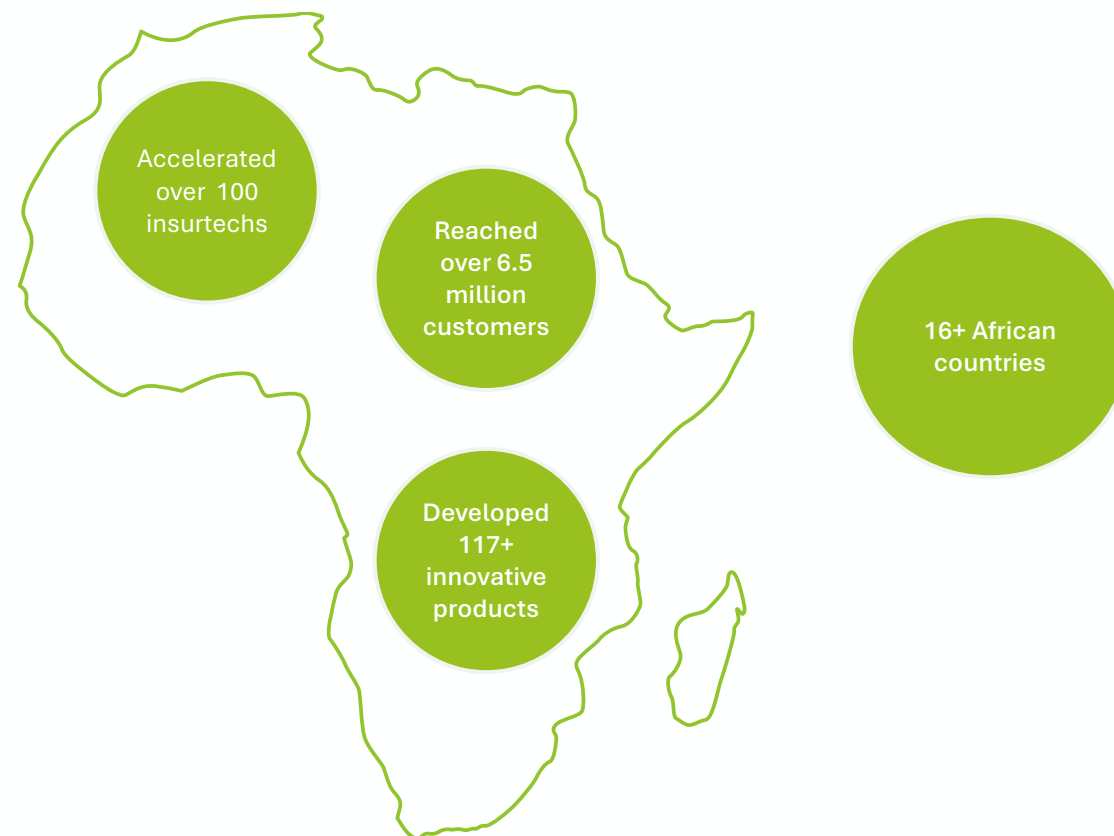 Accelerated
over 100
insurtechs
Reached
over 6.5
million
customers
16+ African
countries
Developed
117+
innovative
products